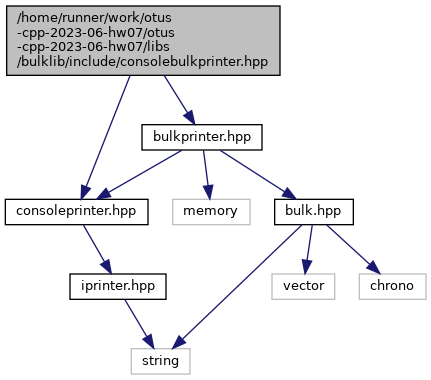 /home/runner/work/otus
-cpp-2023-06-hw07/otus
-cpp-2023-06-hw07/libs
/bulklib/include/consolebulkprinter.hpp
bulkprinter.hpp
consoleprinter.hpp
memory
bulk.hpp
iprinter.hpp
vector
chrono
string